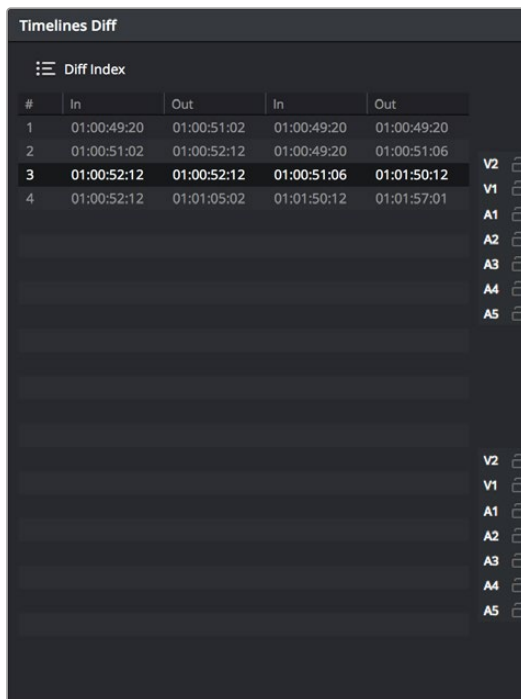 Timelines Diff
Diff Index
# In Out In Out
1 01:00:49:20 01:00:51:02 01:00:49:20 01:00:49:20
2 01:00:51:02 01:00:52:12 01:00:49:20 01:00:51:06
3 01:00:52:12 01:00:52:12 01:00:51:06 01:01:50:12
4 01:00:52:12 01:01:05:02 01:01:50:12 01:01:57:01
V2
V1
A1
A2
A3
A4
A5
V2
V1
A1
A2
A3
A4
A5